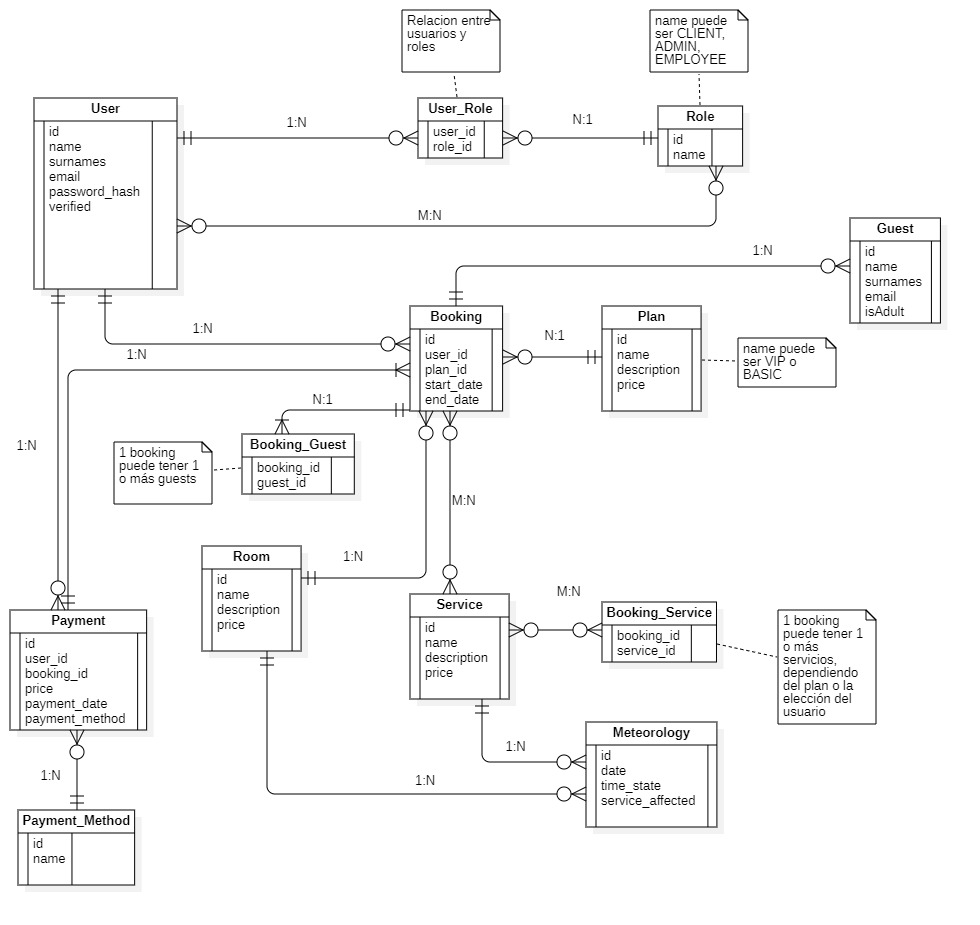 Relacion entre
usuarios y
roles
name puede
ser CLIENT,
ADMIN,
EMPLOYEE
User
id
name
surnames
email
password_hash
verified
1:N
User_Role
user_id
role_id
N:1
Role
id
name
M:N
Guest
id
name
surnames
email
isAdult
1:N
Booking
id
user_id
plan_id
start_date
end_date
N:1
Plan
id
name
description
price
name puede
ser VIP o
BASIC
1:N
1:N
N:1
Booking_Guest
booking_id
guest_id
1 booking
puede tener 1
o más guests
1:N
M:N
Room
id
name
description
price
1:N
Service
id
name
description
price
M:N
Booking_Service
booking_id
service_id
1 booking
puede tener 1
o más
servicios,
dependiendo
del plan o la
elección del
usuario
Payment
id
user_id
booking_id
price
payment_date
payment_method
1:N
Meteorology
id
date
time_state
service_affected
1:N
1:N
Payment_Method
id
name